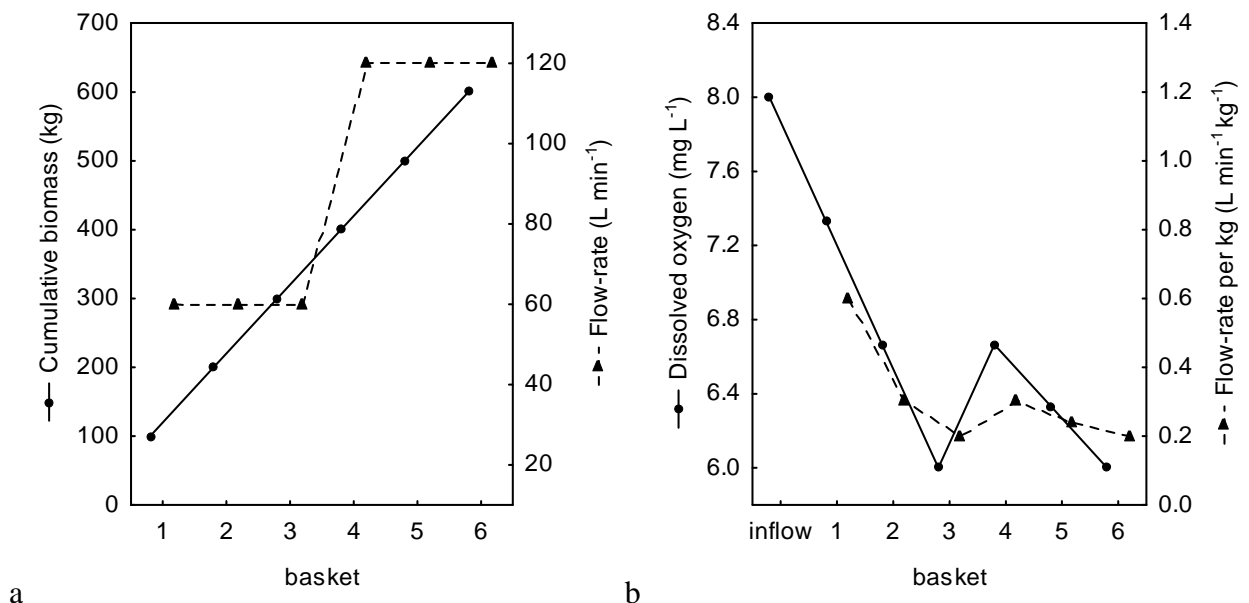 700
600
500
400
300
200
100
0
Cumulative biomass (kg)
120
100
80
60
40
20
Flow-rate (L min⁻¹)
1 2 3 4 5 6
basket
a
8.0
7.6
7.2
6.8
6.4
6.0
Dissolved oxygen (mg L⁻¹)
1.4
1.2
1.0
0.8
0.6
0.4
0.2
0.0
Flow-rate per kg (L min⁻¹ kg⁻¹)
inflow 1 2 3 4 5 6
basket
b